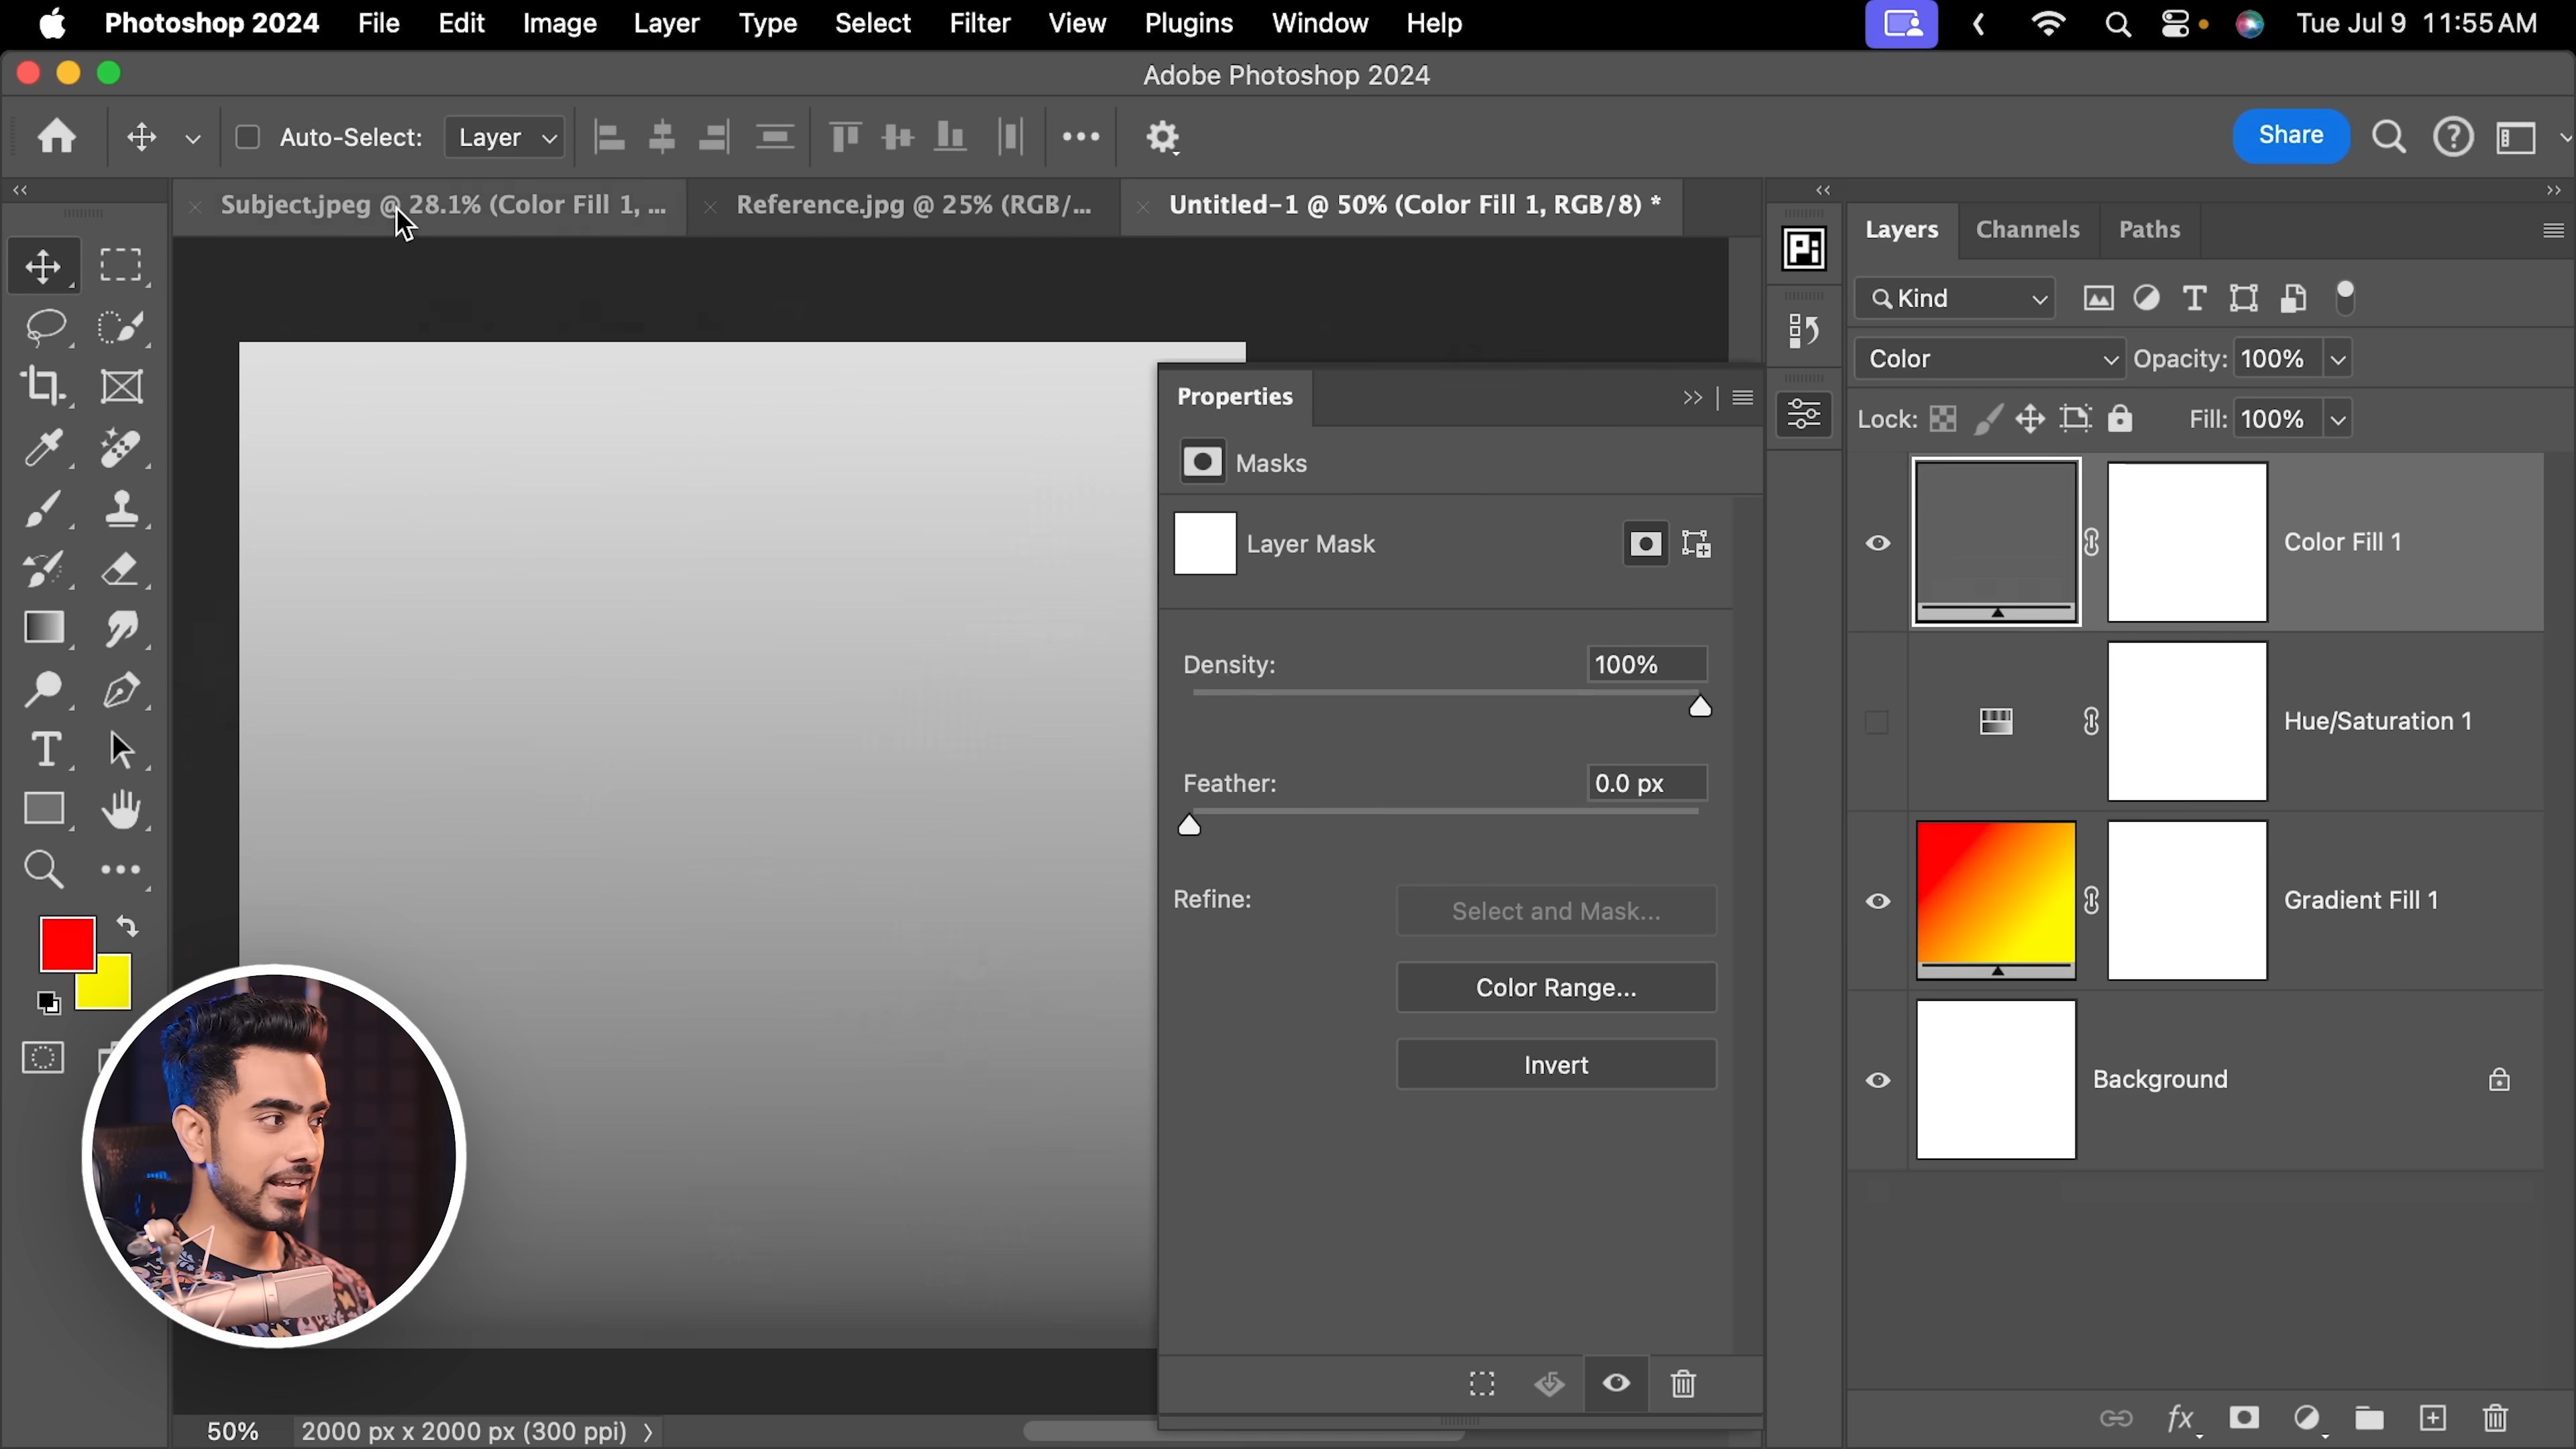 Photoshop 2024 File Edit Image Layer Type Select Filter View Plugins Window Help Tue Jul 9 11:55 AM
Adobe Photoshop 2024
Auto-Select: Layer Share
Subject.jpeg @ 28.1% (Color Fill 1, ... Reference.jpg @ 25% (RGB/... Untitled-1 @ 50% (Color Fill 1, RGB/8) *
Layers Channels Paths
Pi
Kind
Color Opacity: 100%
Lock: Fill: 100%
Properties
Masks
Layer Mask
Density: 100%
Feather: 0.0 px
Refine: Select and Mask...
Color Range...
Invert
Color Fill 1
Hue/Saturation 1
Gradient Fill 1
Background
50% 2000 px x 2000 px (300 ppi)
fx